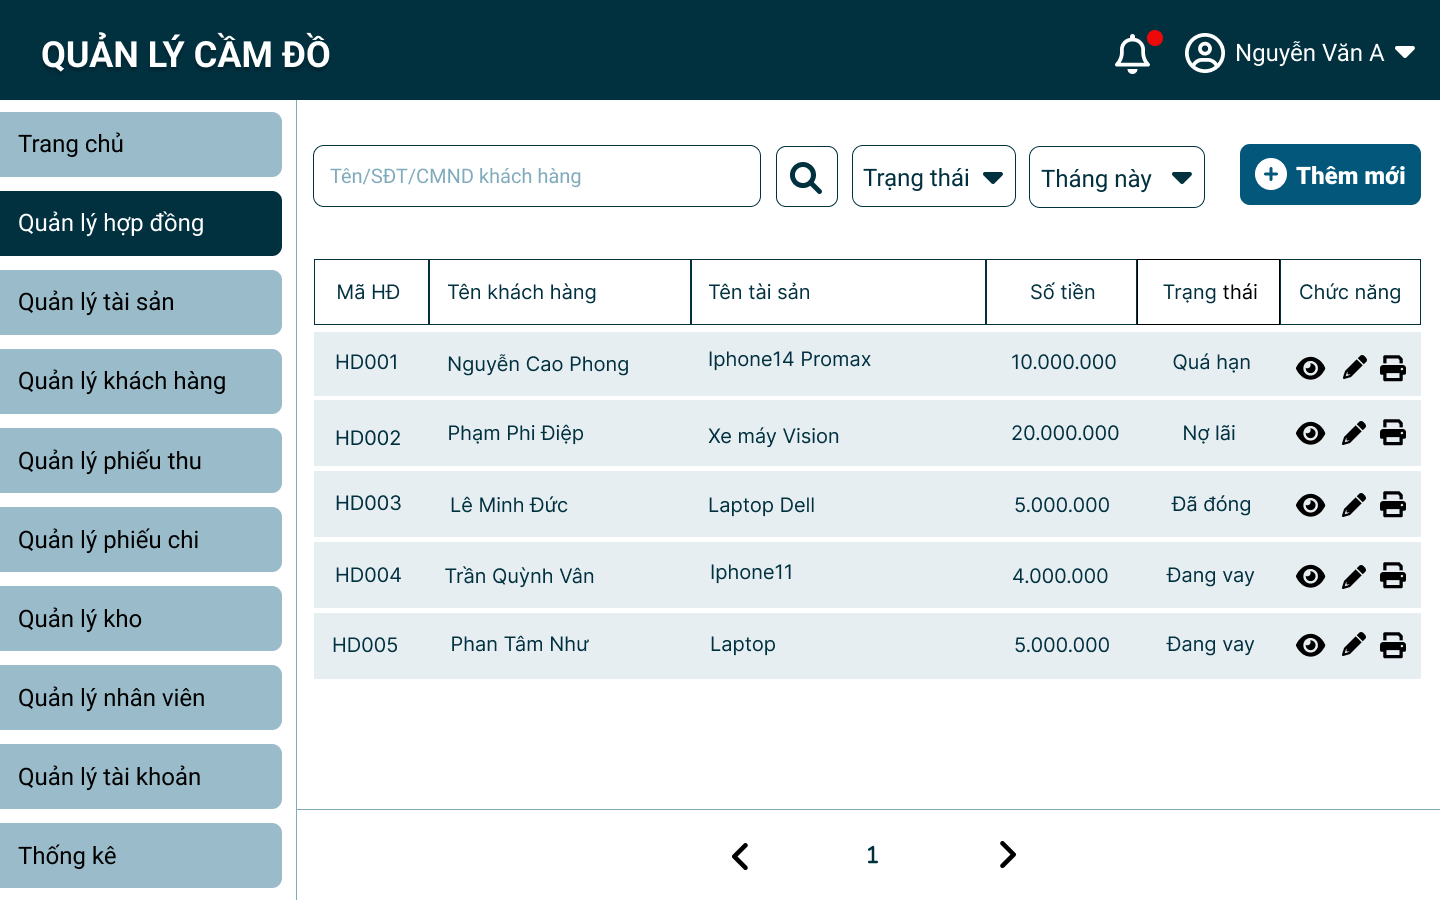 QUẢN LÝ CẦM ĐỒ
Nguyễn Văn A
Trang chủ
Quản lý hợp đồng
Quản lý tài sản
Quản lý khách hàng
Quản lý phiếu thu
Quản lý phiếu chi
Quản lý kho
Quản lý nhân viên
Quản lý tài khoản
Thống kê
Tên/SĐT/CMND khách hàng
Trạng thái
Tháng này
Thêm mới
Mã HĐ Tên khách hàng Tên tài sản Số tiền Trạng thái Chức năng
HD001 Nguyễn Cao Phong Iphone14 Promax 10.000.000 Quá hạn
HD002 Phạm Phi Điệp Xe máy Vision 20.000.000 Nợ lãi
HD003 Lê Minh Đức Laptop Dell 5.000.000 Đã đóng
HD004 Trần Quỳnh Vân Iphone11 4.000.000 Đang vay
HD005 Phan Tâm Như Laptop 5.000.000 Đang vay
1